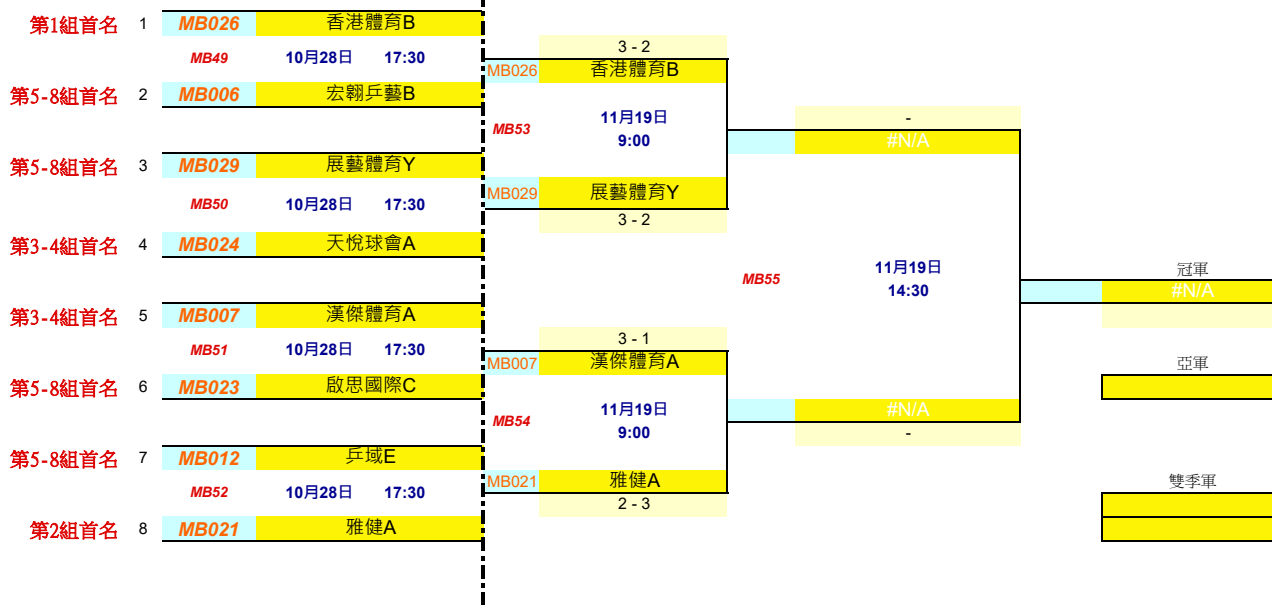 第1組首名 1 MB026 香港體育B
MB49 10月28日 17:30
第5-8組首名 2 MB006 宏翱乒藝B
第5-8組首名 3 MB029 展藝體育Y
MB50 10月28日 17:30
第3-4組首名 4 MB024 天悅球會A
第3-4組首名 5 MB007 漢傑體育A
MB51 10月28日 17:30
第5-8組首名 6 MB023 啟思國際C
第5-8組首名 7 MB012 乒域E
MB52 10月28日 17:30
第2組首名 8 MB021 雅健A
3 - 2
MB026 香港體育B
MB53 11月19日
9:00
MB029 展藝體育Y
3 - 2
3 - 1
MB007 漢傑體育A
MB54 11月19日
9:00
MB021 雅健A
2 - 3
-
#N/A
MB55 11月19日
14:30
#N/A
-
冠軍
#N/A
亞軍
雙季軍